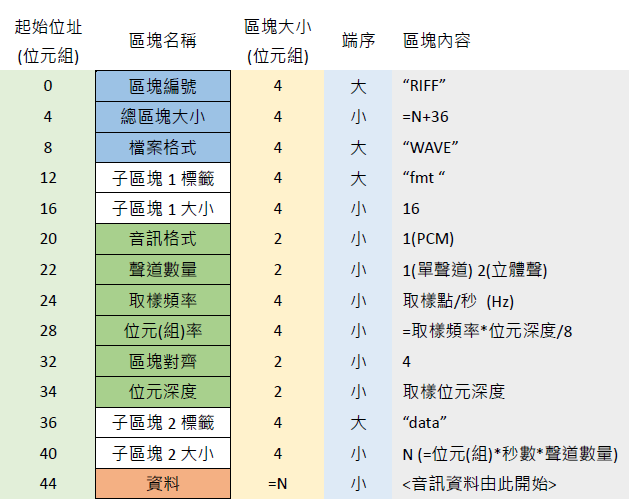 起始位址 (位元組) 區塊名稱 區塊大小 (位元組) 端序 區塊內容
0 區塊編號 4 大 “RIFF”
4 總區塊大小 4 小 =N+36
8 檔案格式 4 大 “WAVE”
12 子區塊 1 標籤 4 大 “fmt “
16 子區塊 1 大小 4 小 16
20 音訊格式 2 小 1(PCM)
22 聲道數量 2 小 1(單聲道) 2(立體聲)
24 取樣頻率 4 小 取樣點/秒 (Hz)
28 位元(組)率 4 小 =取樣頻率*位元深度/8
32 區塊對齊 2 小 4
34 位元深度 2 小 取樣位元深度
36 子區塊 2 標籤 4 大 “data”
40 子區塊 2 大小 4 小 N (=位元(組)*秒數*聲道數量)
44 資料 =N 小 <音訊資料由此開始>